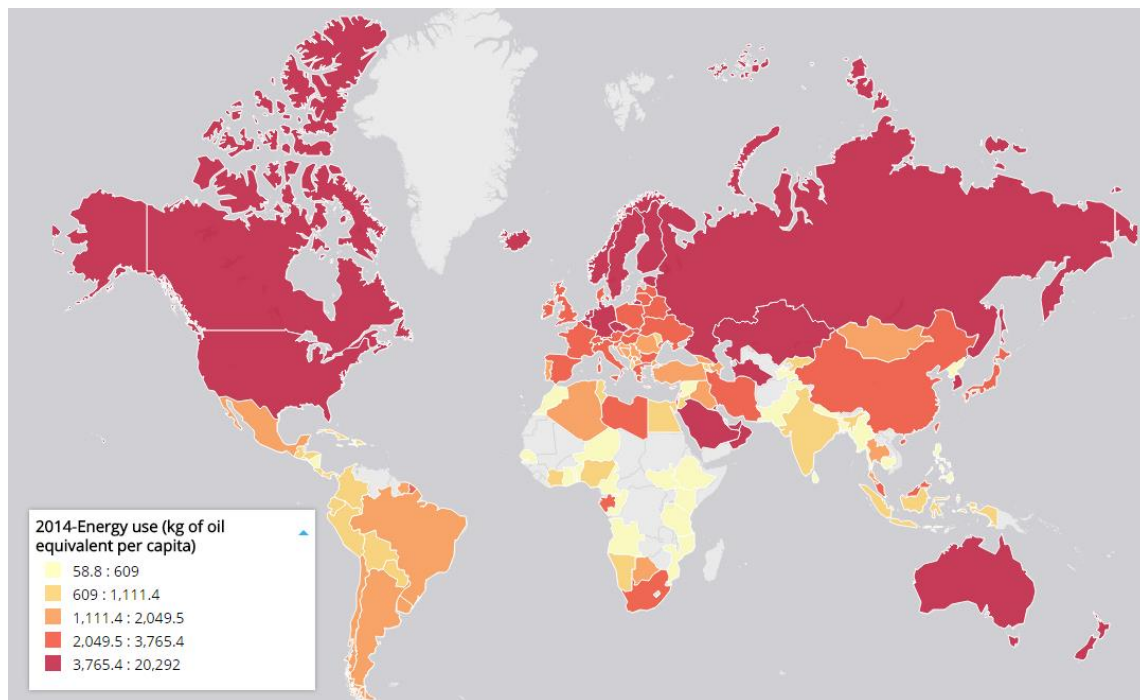 2014-Energy use (kg of oil
equivalent per capita)
58.8 : 609
609 : 1,111.4
1,111.4 : 2,049.5
2,049.5 : 3,765.4
3,765.4 : 20,292